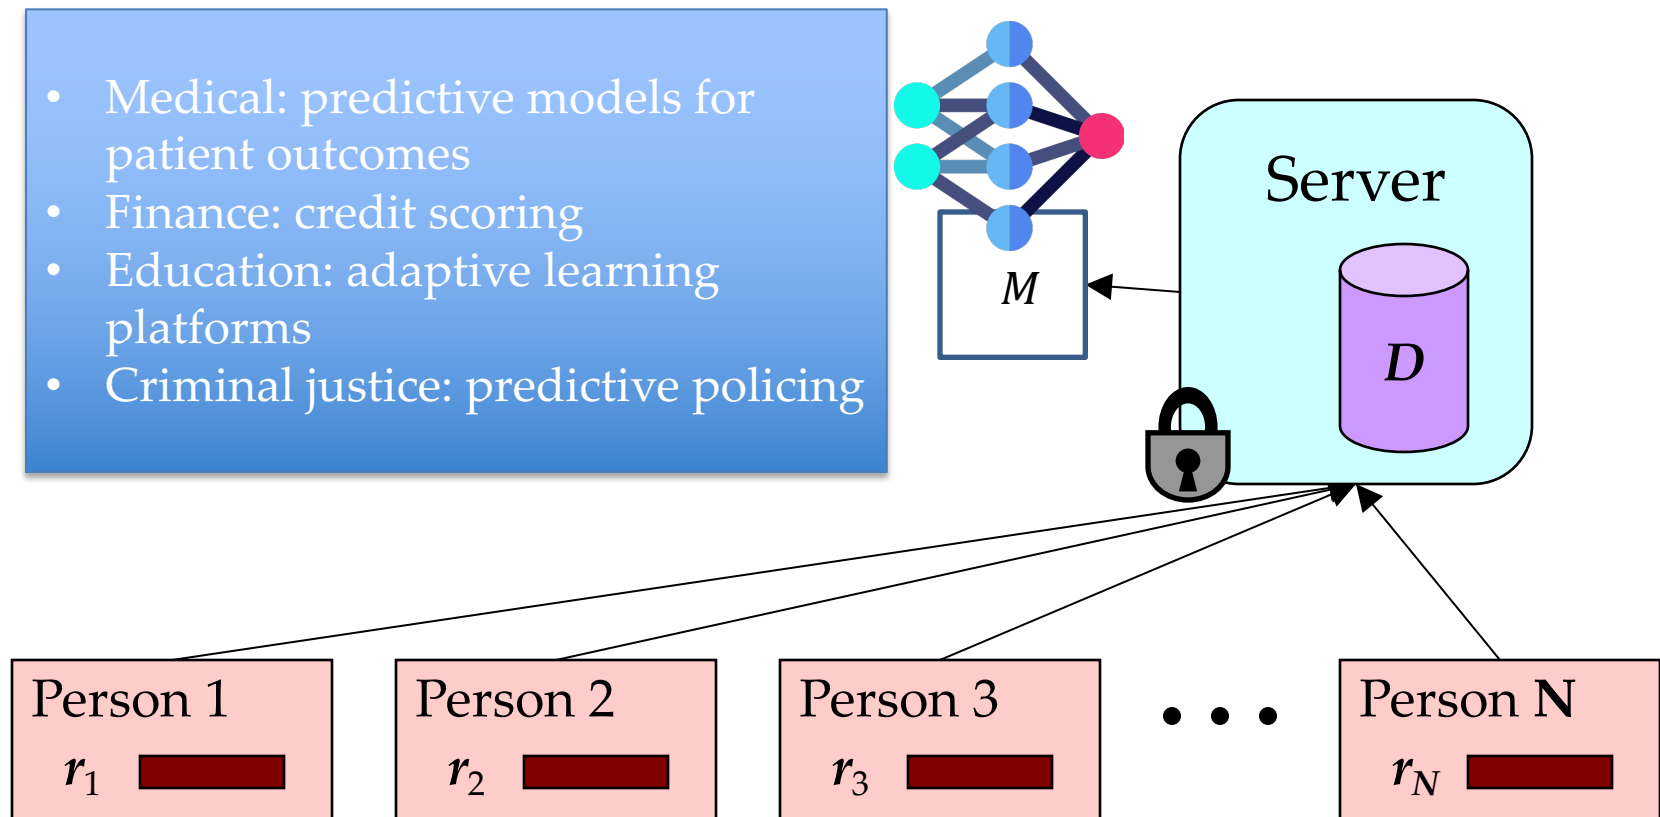 • Medical: predictive models for
patient outcomes
• Finance: credit scoring
• Education: adaptive learning
platforms
• Criminal justice: predictive policing
Server
M
D
Person 1
r₁
Person 2
r₂
Person 3
r₃
• • •
Person N
r_N